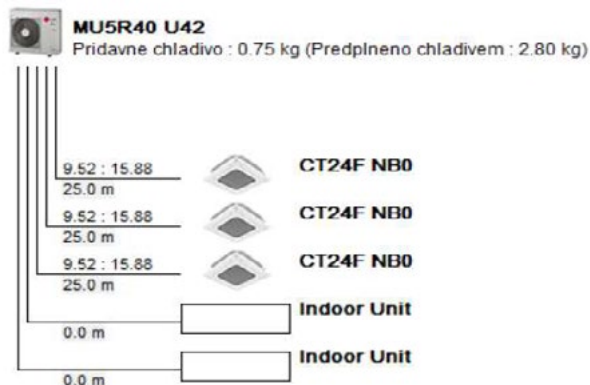 MU5R40 U42
Pridavne chladivo : 0.75 kg (Predplneno chladivem : 2.80 kg)
9.52 : 15.88
CT24F NB0
25.0 m
9.52 : 15.88
CT24F NB0
25.0 m
9.52 : 15.88
CT24F NB0
25.0 m
Indoor Unit
0.0 m
Indoor Unit
0.0 m